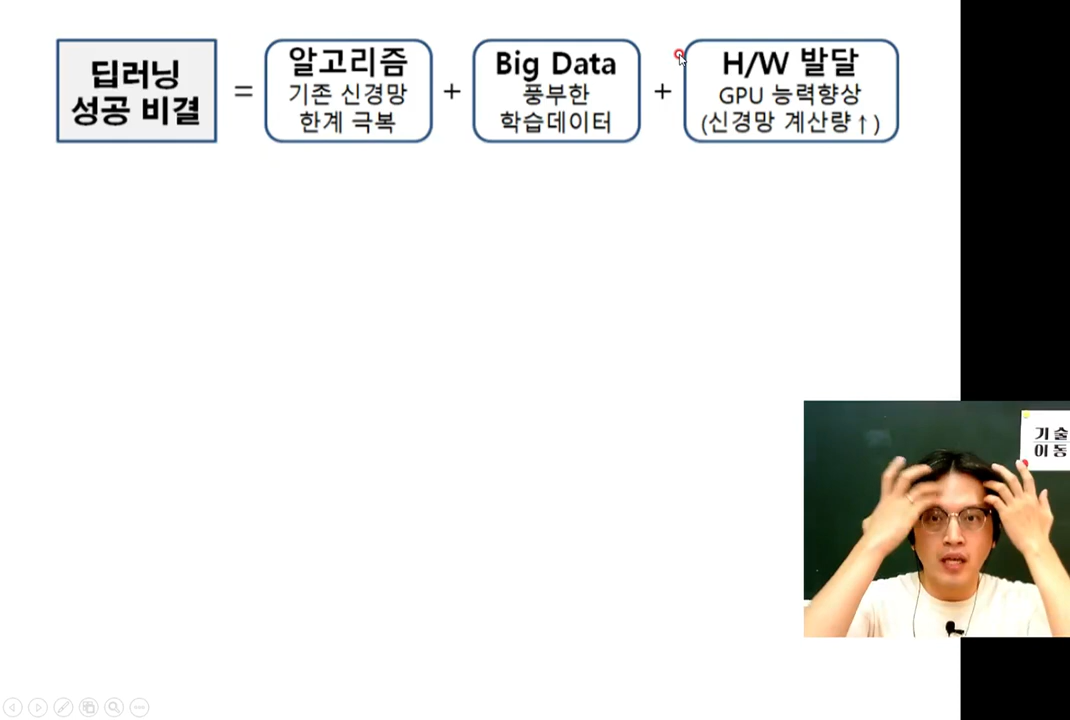 딥러닝
성공 비결
=
알고리즘
기존 신경망
한계 극복
+
Big Data
풍부한
학습데이터
+
H/W 발달
GPU 능력향상
(신경망 계산량↑)
기술
이동